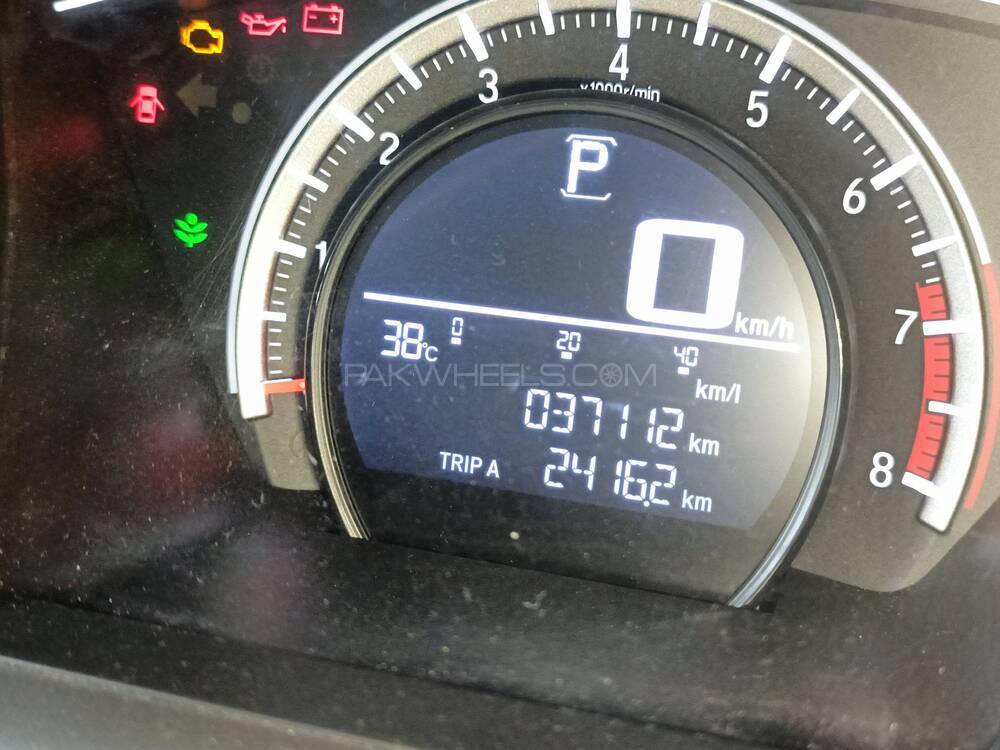 1
2
3
4
5
6
7
8
x1000r/min
P
0 km/h
38°C
0 20 40
km/l
PAKWHEELS.COM
037112 km
TRIP A 2416.2 km